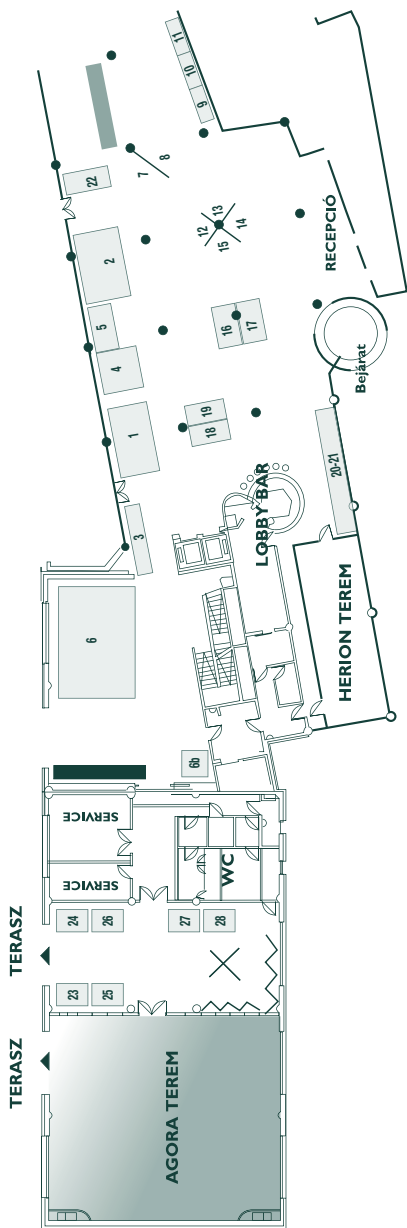 11
10
9
8
7
22
13
12
14
15
2
RECEPCIÓ
5
16
17
4
Bejárat
19
18
1
20-21
LOBBY BAR
3
6
HERION TEREM
6b
SERVICE
SERVICE
WC
TERASZ
24
26
27
28
23
25
TERASZ
AGORA TEREM